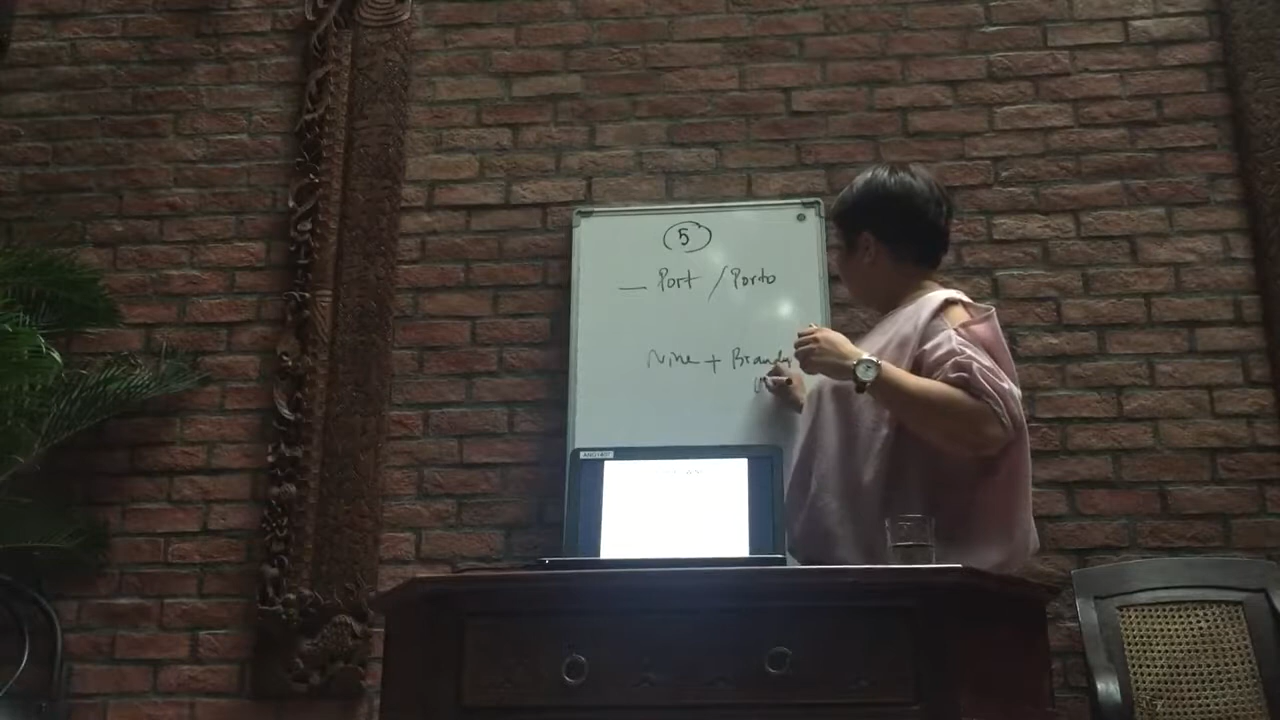 5
— Port / Porto
Wine + Brandy